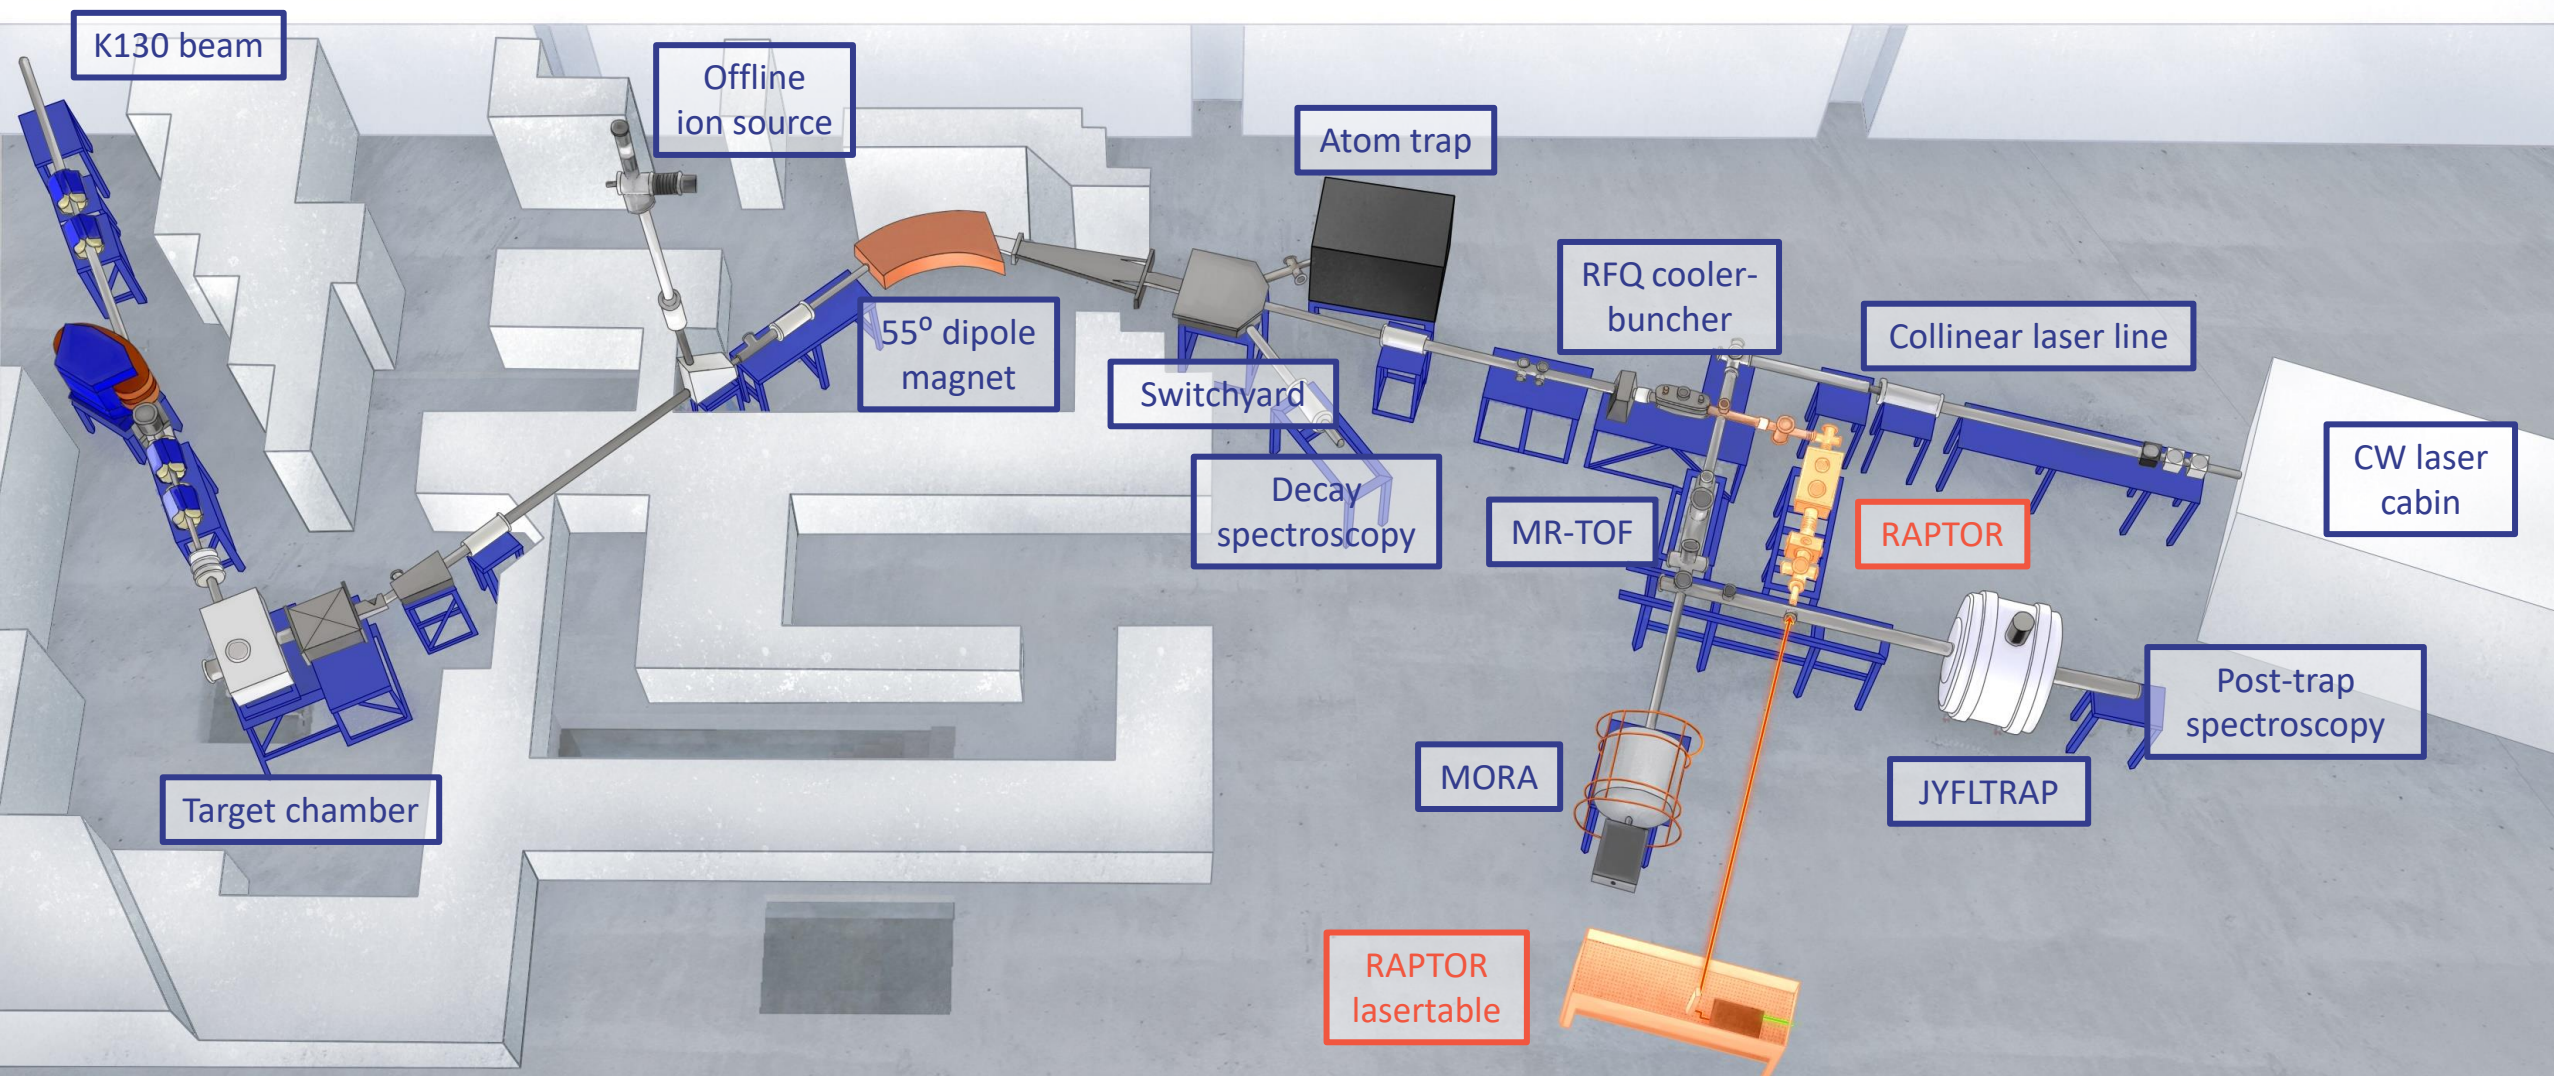 K130 beam
Offline
ion source
Atom trap
RFQ cooler-
buncher
Collinear laser line
55⁰ dipole
magnet
Switchyard
CW laser
cabin
Decay
spectroscopy
MR-TOF
RAPTOR
Post-trap
spectroscopy
MORA
JYFLTRAP
Target chamber
RAPTOR
lasertable